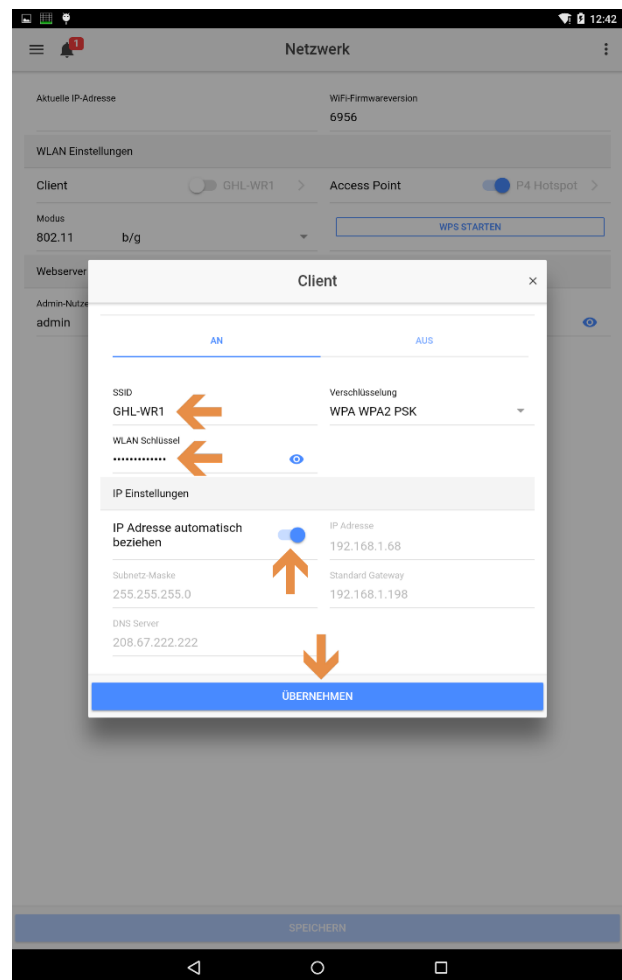 12:42
1
Netzwerk
Aktuelle IP-Adresse
WiFi-Firmwareversion
6956
WLAN Einstellungen
Client GHL-WR1
Access Point P4 Hotspot
Modus
802.11 b/g
WPS STARTEN
Webserver
Admin-Nutze
admin
Client
AN AUS
SSID
GHL-WR1
Verschlüsselung
WPA WPA2 PSK
WLAN Schlüssel
•••••••••••••
IP Einstellungen
IP Adresse automatisch
beziehen
IP Adresse
192.168.1.68
Subnetz-Maske
255.255.255.0
Standard Gateway
192.168.1.198
DNS Server
208.67.222.222
ÜBERNEHMEN
SPEICHERN